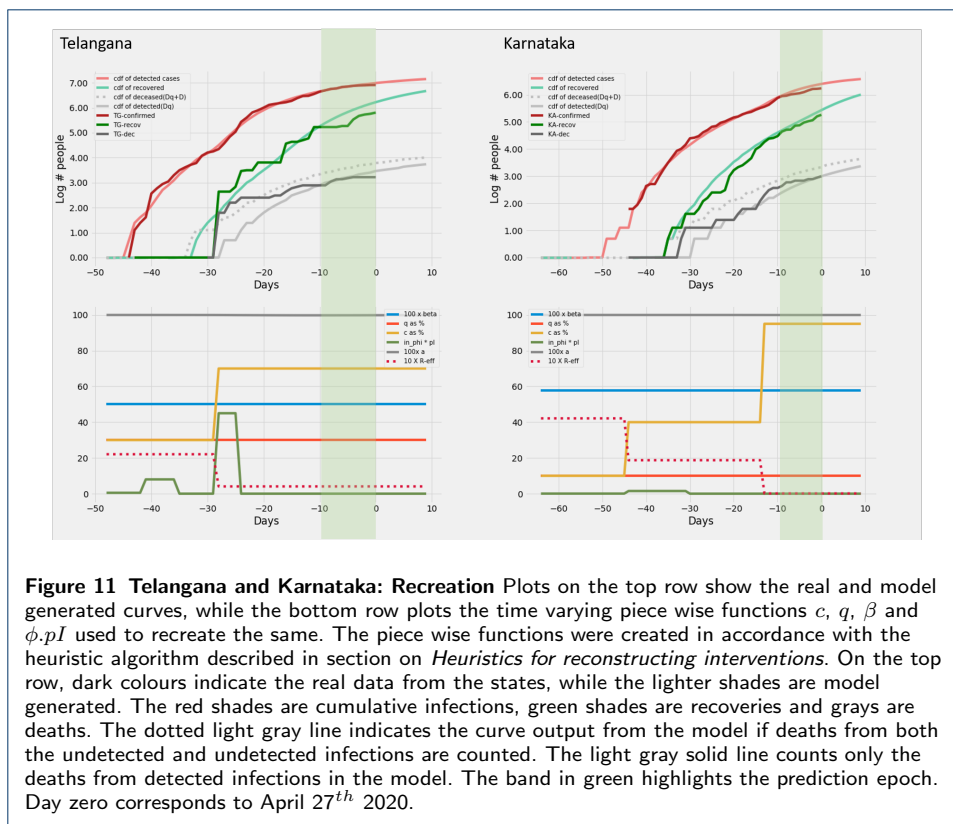 Telangana
Karnataka
cdf of detected cases
cdf of recovered
cdf of deceased(Dq+D)
cdf of detected(Dq)
TG-confirmed
TG-recov
TG-dec
cdf of detected cases
cdf of recovered
cdf of deceased(Dq+D)
cdf of detected(Dq)
KA-confirmed
KA-recov
KA-dec
Log # people
7.00
6.00
5.00
4.00
3.00
2.00
1.00
0.00
−50 −40 −30 −20 −10 0 10
Days
Log # people
6.00
5.00
4.00
3.00
2.00
1.00
0.00
−60 −50 −40 −30 −20 −10 0 10
Days
100 x beta
q as %
c as %
in_phi * pI
100x a
10 X R-eff
100
80
60
40
20
0
−50 −40 −30 −20 −10 0 10
Days
100 x beta
q as %
c as %
in_phi * pI
100x a
10 X R-eff
100
80
60
40
20
0
−60 −50 −40 −30 −20 −10 0 10
Days
Figure 11 Telangana and Karnataka: Recreation Plots on the top row show the real and model
generated curves, while the bottom row plots the time varying piece wise functions c, q, β and
ϕ.pI used to recreate the same. The piece wise functions were created in accordance with the
heuristic algorithm described in section on Heuristics for reconstructing interventions. On the top
row, dark colours indicate the real data from the states, while the lighter shades are model
generated. The red shades are cumulative infections, green shades are recoveries and grays are
deaths. The dotted light gray line indicates the curve output from the model if deaths from both
the undetected and undetected infections are counted. The light gray solid line counts only the
deaths from detected infections in the model. The band in green highlights the prediction epoch.
Day zero corresponds to April 27th 2020.